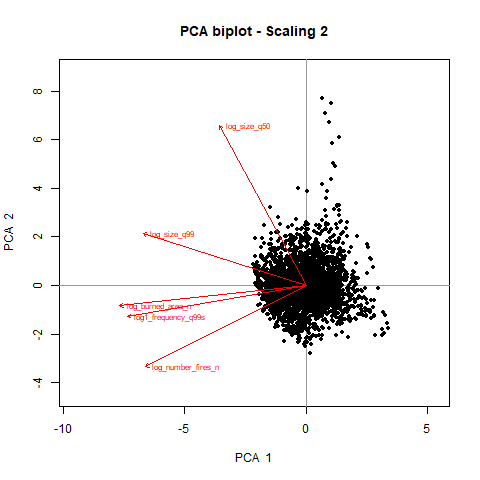 PCA biplot - Scaling 2
8
6
4
2
0
-2
-4
PCA 2
log_size_q50
log_size_q99
log_burned_area_n
log1_frequency_q99s
log_number_fires_n
-10
-5
0
5
PCA 1